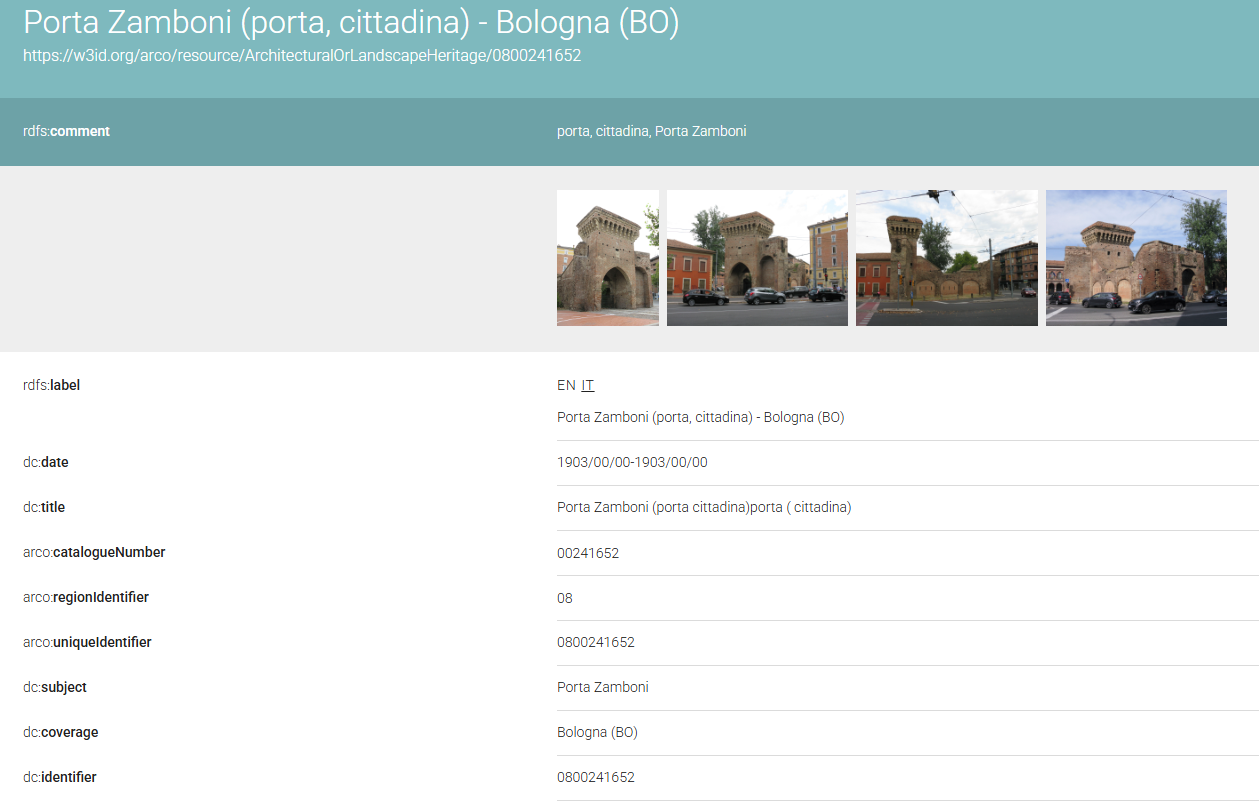 Porta Zamboni (porta, cittadina) - Bologna (BO)
https://w3id.org/arco/resource/ArchitecturalOrLandscapeHeritage/0800241652
rdfs:comment porta, cittadina, Porta Zamboni
rdfs:label EN IT
Porta Zamboni (porta, cittadina) - Bologna (BO)
dc:date 1903/00/00-1903/00/00
dc:title Porta Zamboni (porta cittadina)porta ( cittadina)
arco:catalogueNumber 00241652
arco:regionIdentifier 08
arco:uniqueIdentifier 0800241652
dc:subject Porta Zamboni
dc:coverage Bologna (BO)
dc:identifier 0800241652